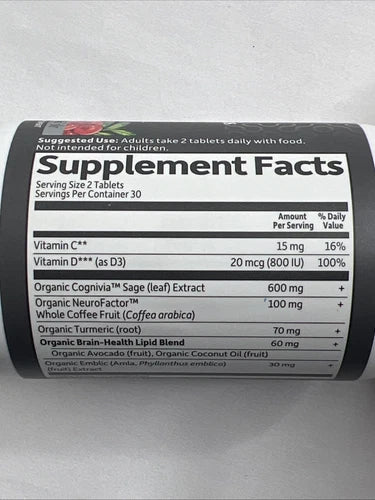 Suggested Use: Adults take 2 tablets daily with food.
Not intended for children.
Supplement Facts
Serving Size 2 Tablets
Servings Per Container 30
Amount Per Serving % Daily Value
Vitamin C** 15 mg 16%
Vitamin D*** (as D3) 20 mcg (800 IU) 100%
Organic Cognivia™ Sage (leaf) Extract 600 mg +
Organic NeuroFactor™ 100 mg +
Whole Coffee Fruit (Coffea arabica)
Organic Turmeric (root) 70 mg +
Organic Brain-Health Lipid Blend 60 mg +
Organic Avocado (fruit), Organic Coconut Oil (fruit)
Organic Emblic (Amla, Phyllanthus emblico) 30 mg +
(fruit) Extract